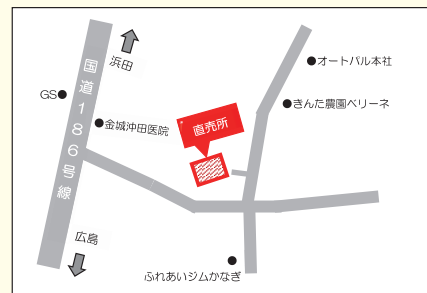 浜田
オートパル本社
GS
国道186号線
きんた農園ベリーネ
金城沖田医院
直売所
広島
ふれあいジムかなぎ